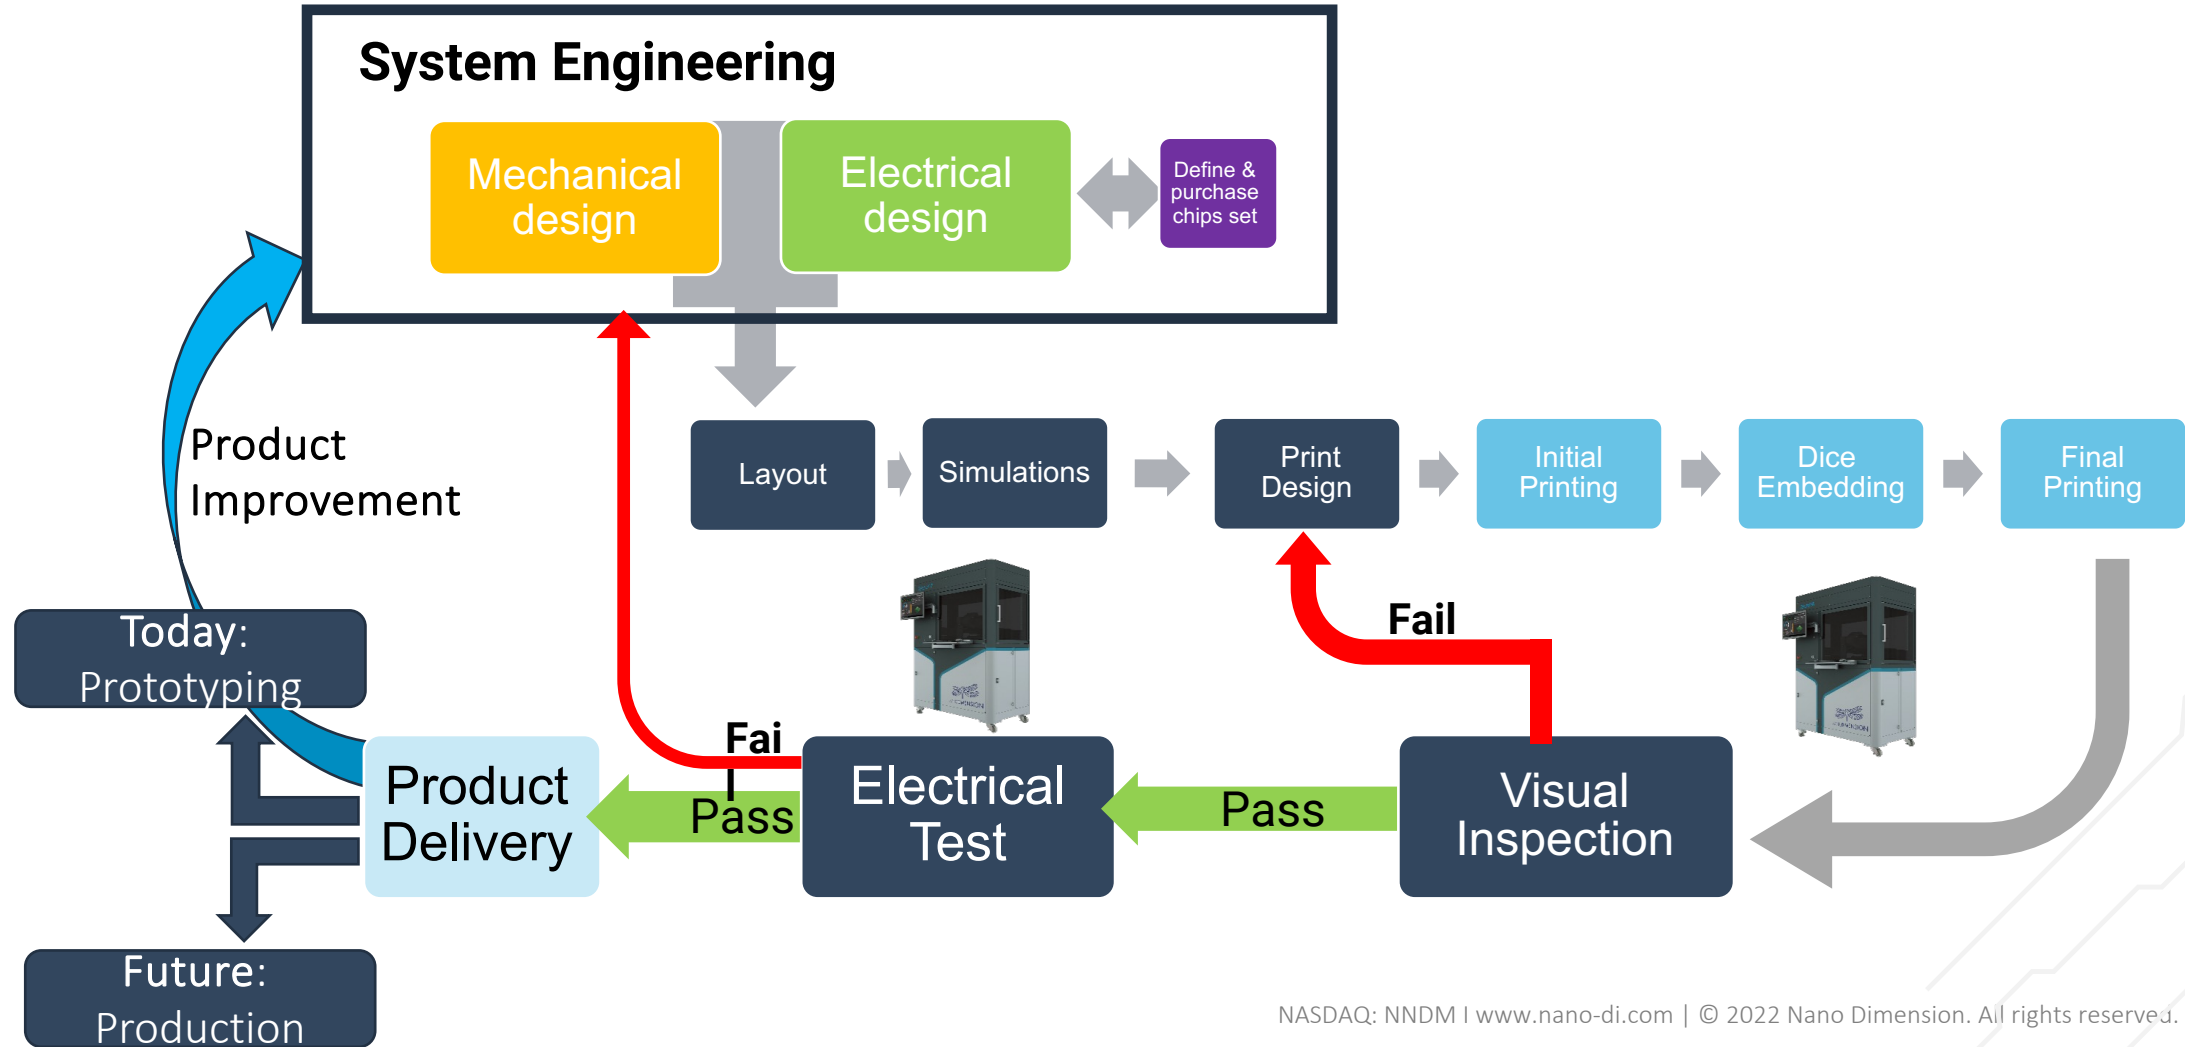 System Engineering
Mechanical
design
Electrical
design
Define &
purchase
chips set
Product
Improvement
Layout
Simulations
Print
Design
Initial
Printing
Dice
Embedding
Final
Printing
Today:
Prototyping
Fail
Fai
l
Product
Delivery
Pass
Electrical
Test
Pass
Visual
Inspection
Future:
Production
NASDAQ: NNDM I www.nano-di.com | © 2022 Nano Dimension. All rights reserved.